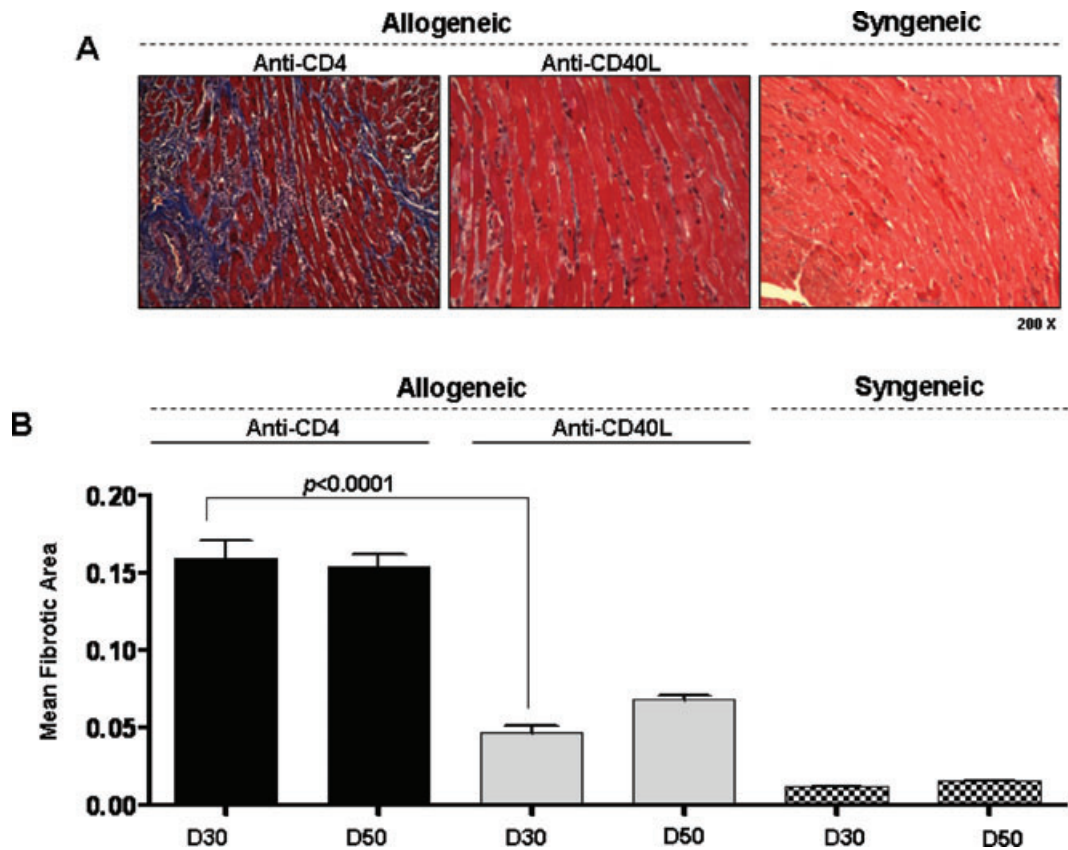 A
Allogeneic
Syngeneic
Anti-CD4
Anti-CD40L
200 X
B
Allogeneic
Syngeneic
Anti-CD4
Anti-CD40L
p<0.0001
Mean Fibrotic Area
0.20
0.15
0.10
0.05
0.00
D30
D50
D30
D50
D30
D50